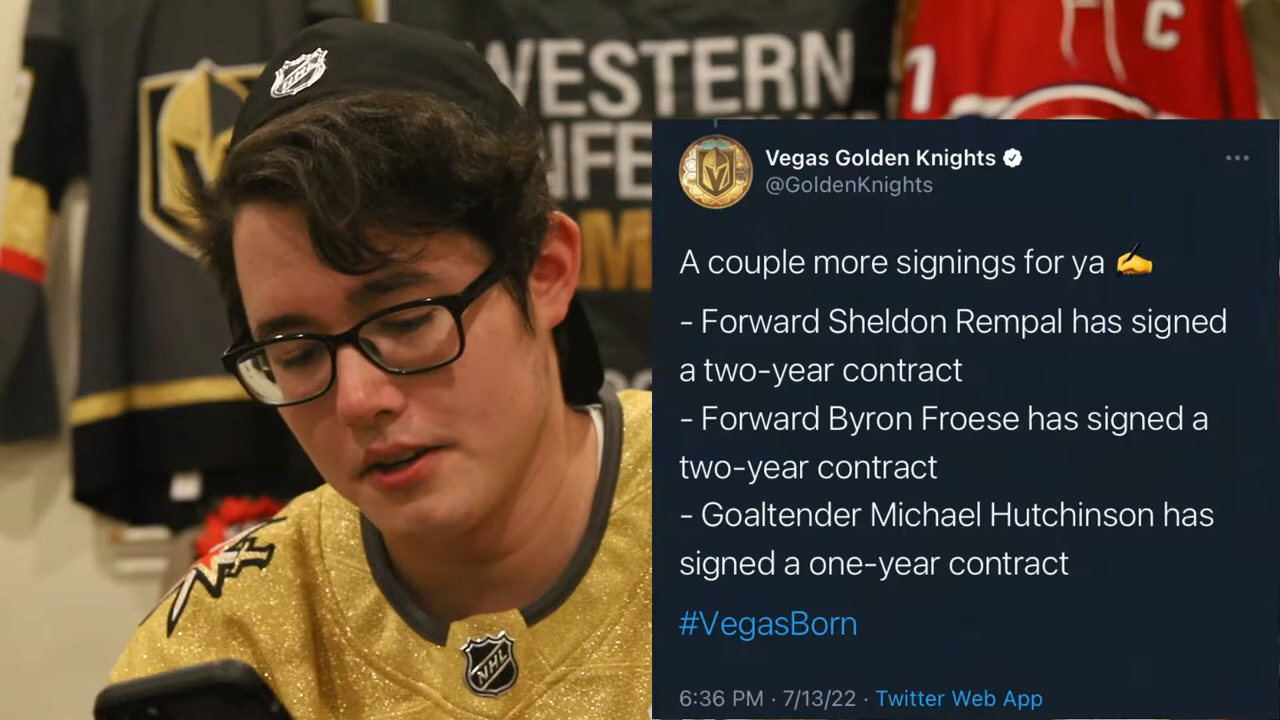 NHL
WESTERN
IFE
M
1
C
NHL
Vegas Golden Knights
@GoldenKnights
A couple more signings for ya ✍️
- Forward Sheldon Rempal has signed
a two-year contract
- Forward Byron Froese has signed a
two-year contract
- Goaltender Michael Hutchinson has
signed a one-year contract
#VegasBorn
6:36 PM · 7/13/22 · Twitter Web App